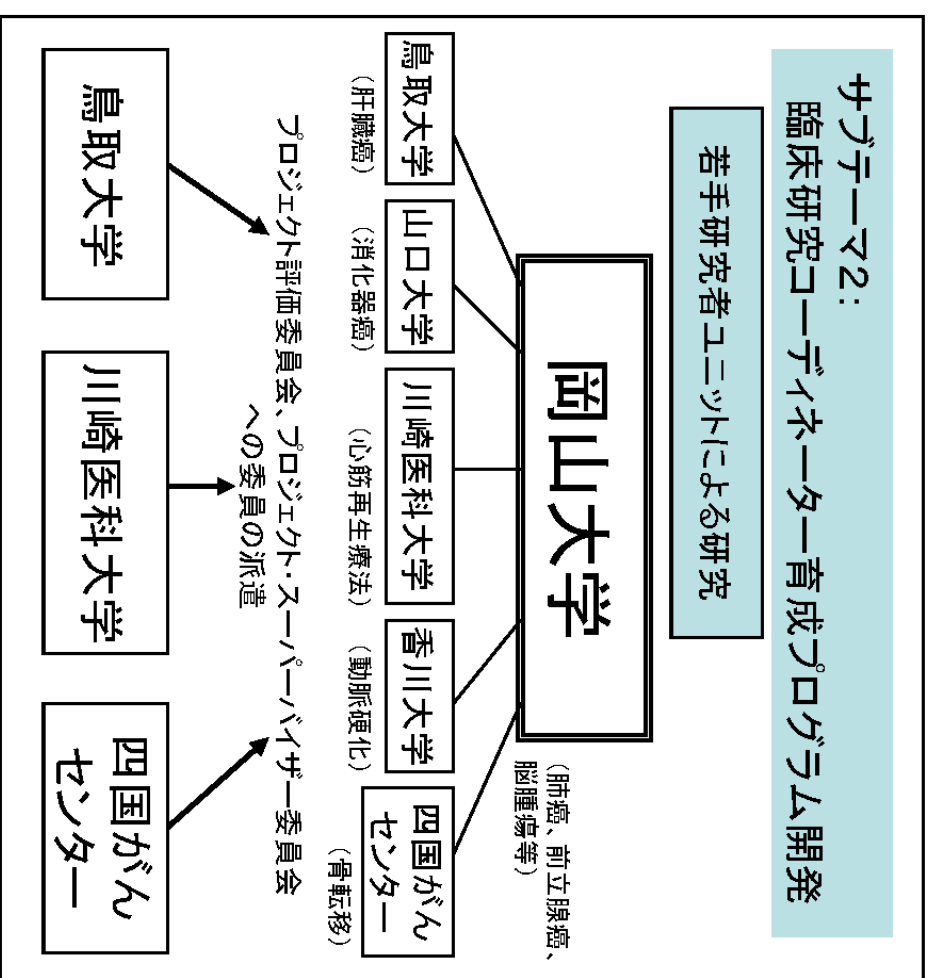 サブテーマ2:
臨床研究コーディネーター育成プログラム開発
若手研究者ユニットによる研究
岡山大学
(肺癌、前立腺癌、
脳腫瘍等)
鳥取大学
(肝臓癌)
山口大学
(消化器癌)
川崎医科大学
(心筋再生療法)
香川大学
(動脈硬化)
四国がん
センター
(骨転移)
プロジェクト評価委員会、プロジェクト・スーパーバイザー委員会
への委員の派遣
鳥取大学
川崎医科大学
四国がん
センター